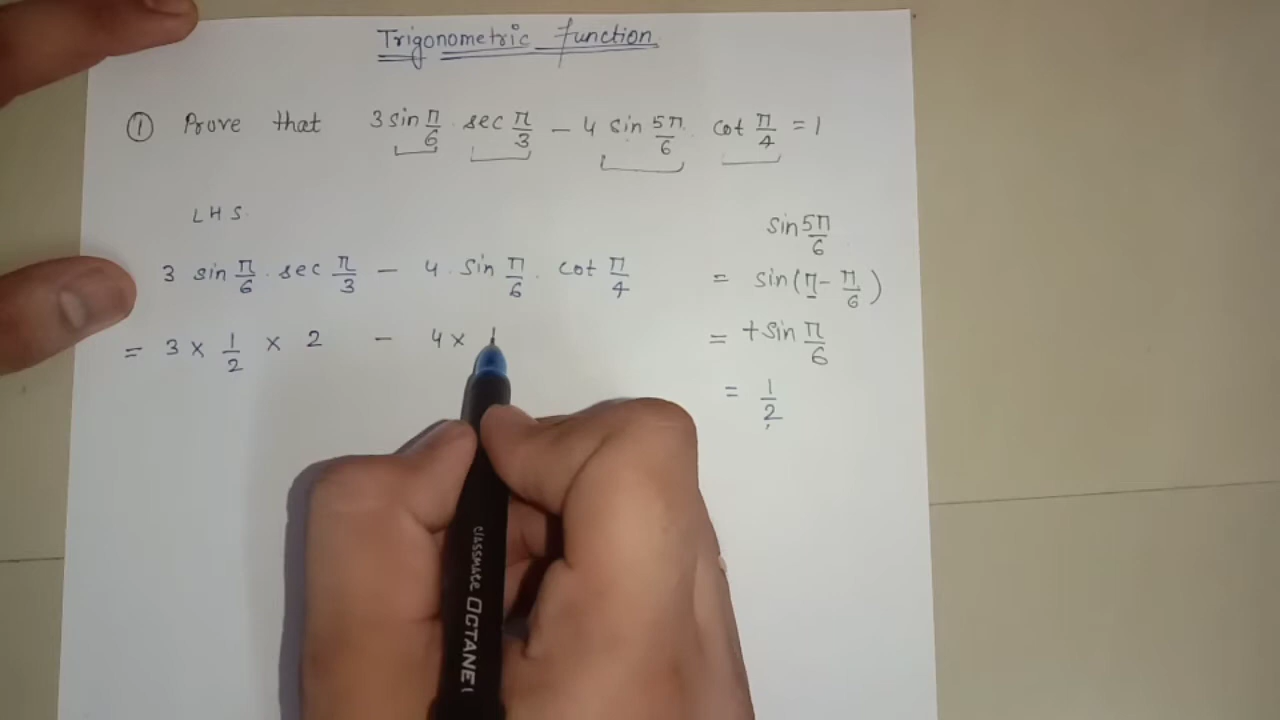 Trigonometric function
① Prove that 3 sin π/6 . sec π/3 - 4 sin 5π/6 . cot π/4 = 1
LHS.
3 sin π/6 . sec π/3 - 4 . sin π/6 . cot π/4
= 3 × 1/2 × 2 - 4 × 1
sin 5π/6
= sin(π - π/6)
= +sin π/6
= 1/2
classmate OCTANE